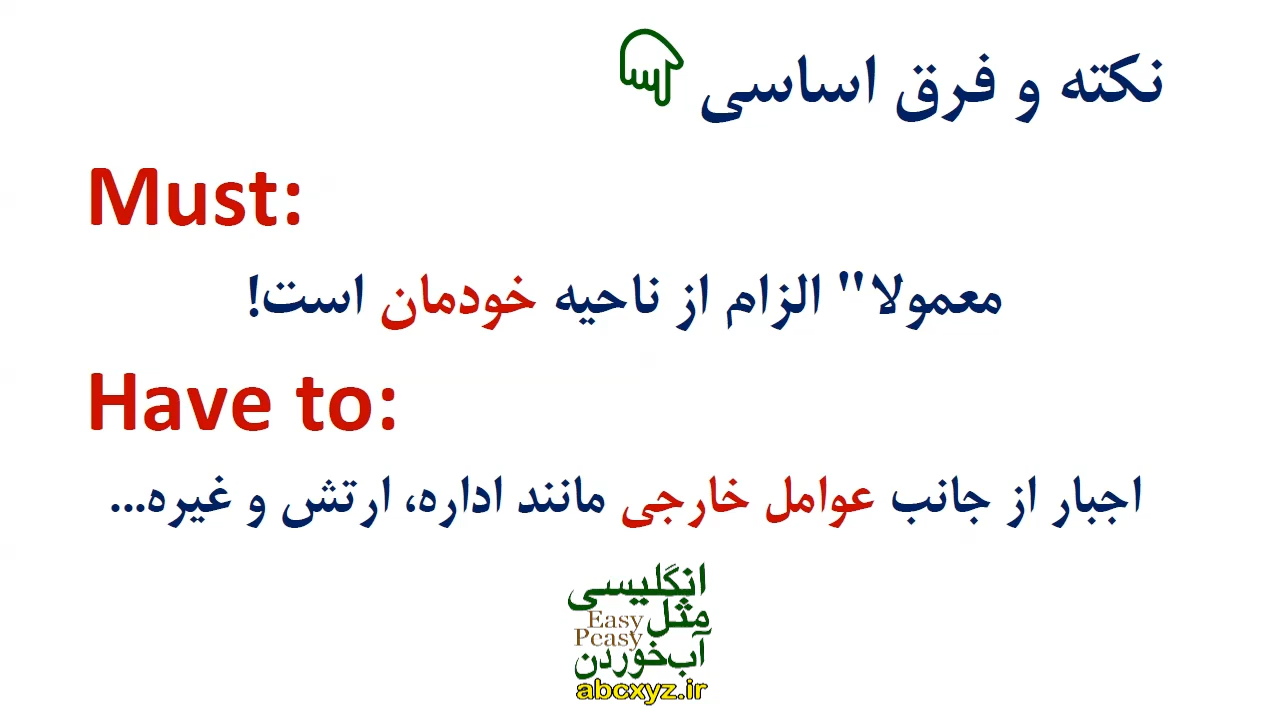 نکته و فرق اساسی
Must:
معمولا" الزام از ناحیه خودمان است!
Have to:
اجبار از جانب عوامل خارجی مانند اداره، ارتش و غیره...
انگلیسی
مثل
Easy
Peasy
آب‌خوردن
abcxyz.ir